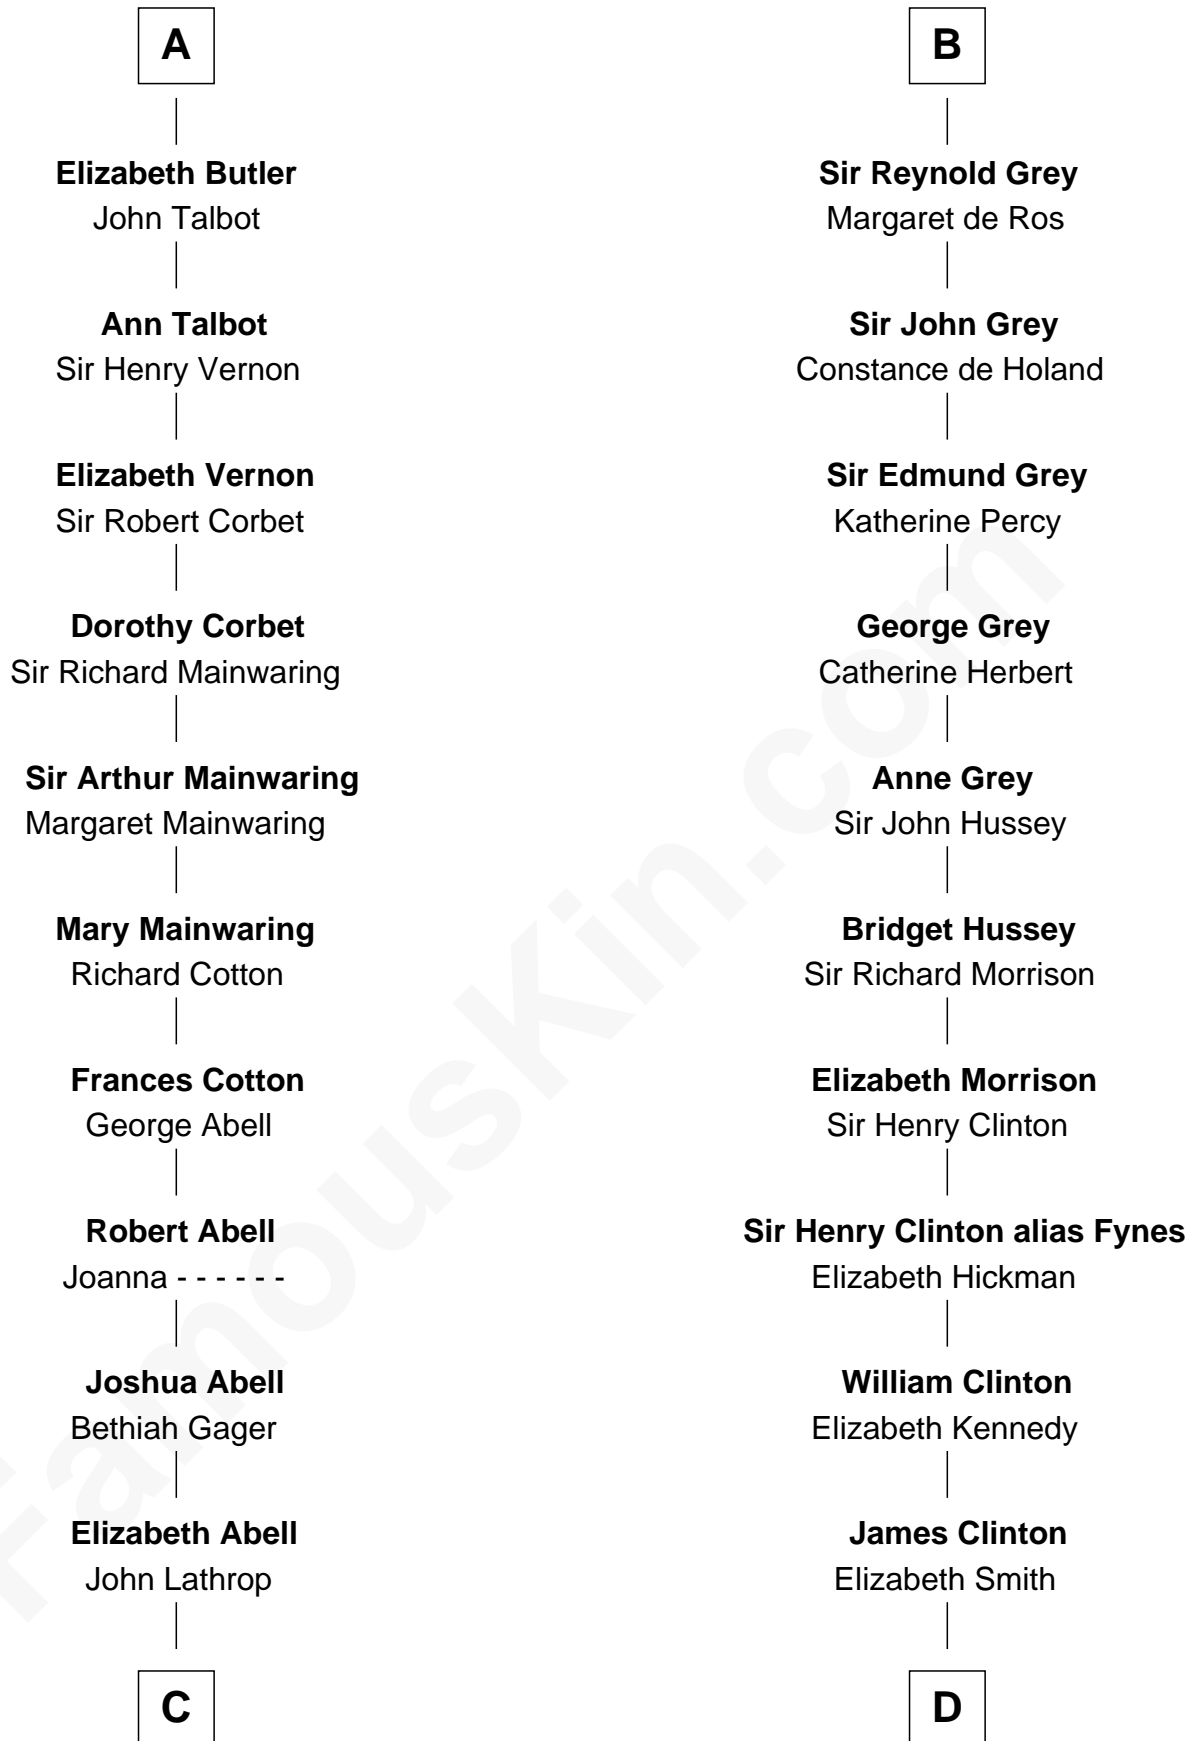 A
Elizabeth Butler
John Talbot
Ann Talbot
Sir Henry Vernon
Elizabeth Vernon
Sir Robert Corbet
Dorothy Corbet
Sir Richard Mainwaring
Sir Arthur Mainwaring
Margaret Mainwaring
Mary Mainwaring
Richard Cotton
Frances Cotton
George Abell
Robert Abell
Joanna - - - - - -
Joshua Abell
Bethiah Gager
Elizabeth Abell
John Lathrop
C
B
Sir Reynold Grey
Margaret de Ros
Sir John Grey
Constance de Holand
Sir Edmund Grey
Katherine Percy
George Grey
Catherine Herbert
Anne Grey
Sir John Hussey
Bridget Hussey
Sir Richard Morrison
Elizabeth Morrison
Sir Henry Clinton
Sir Henry Clinton alias Fynes
Elizabeth Hickman
William Clinton
Elizabeth Kennedy
James Clinton
Elizabeth Smith
D
FamousKin.com